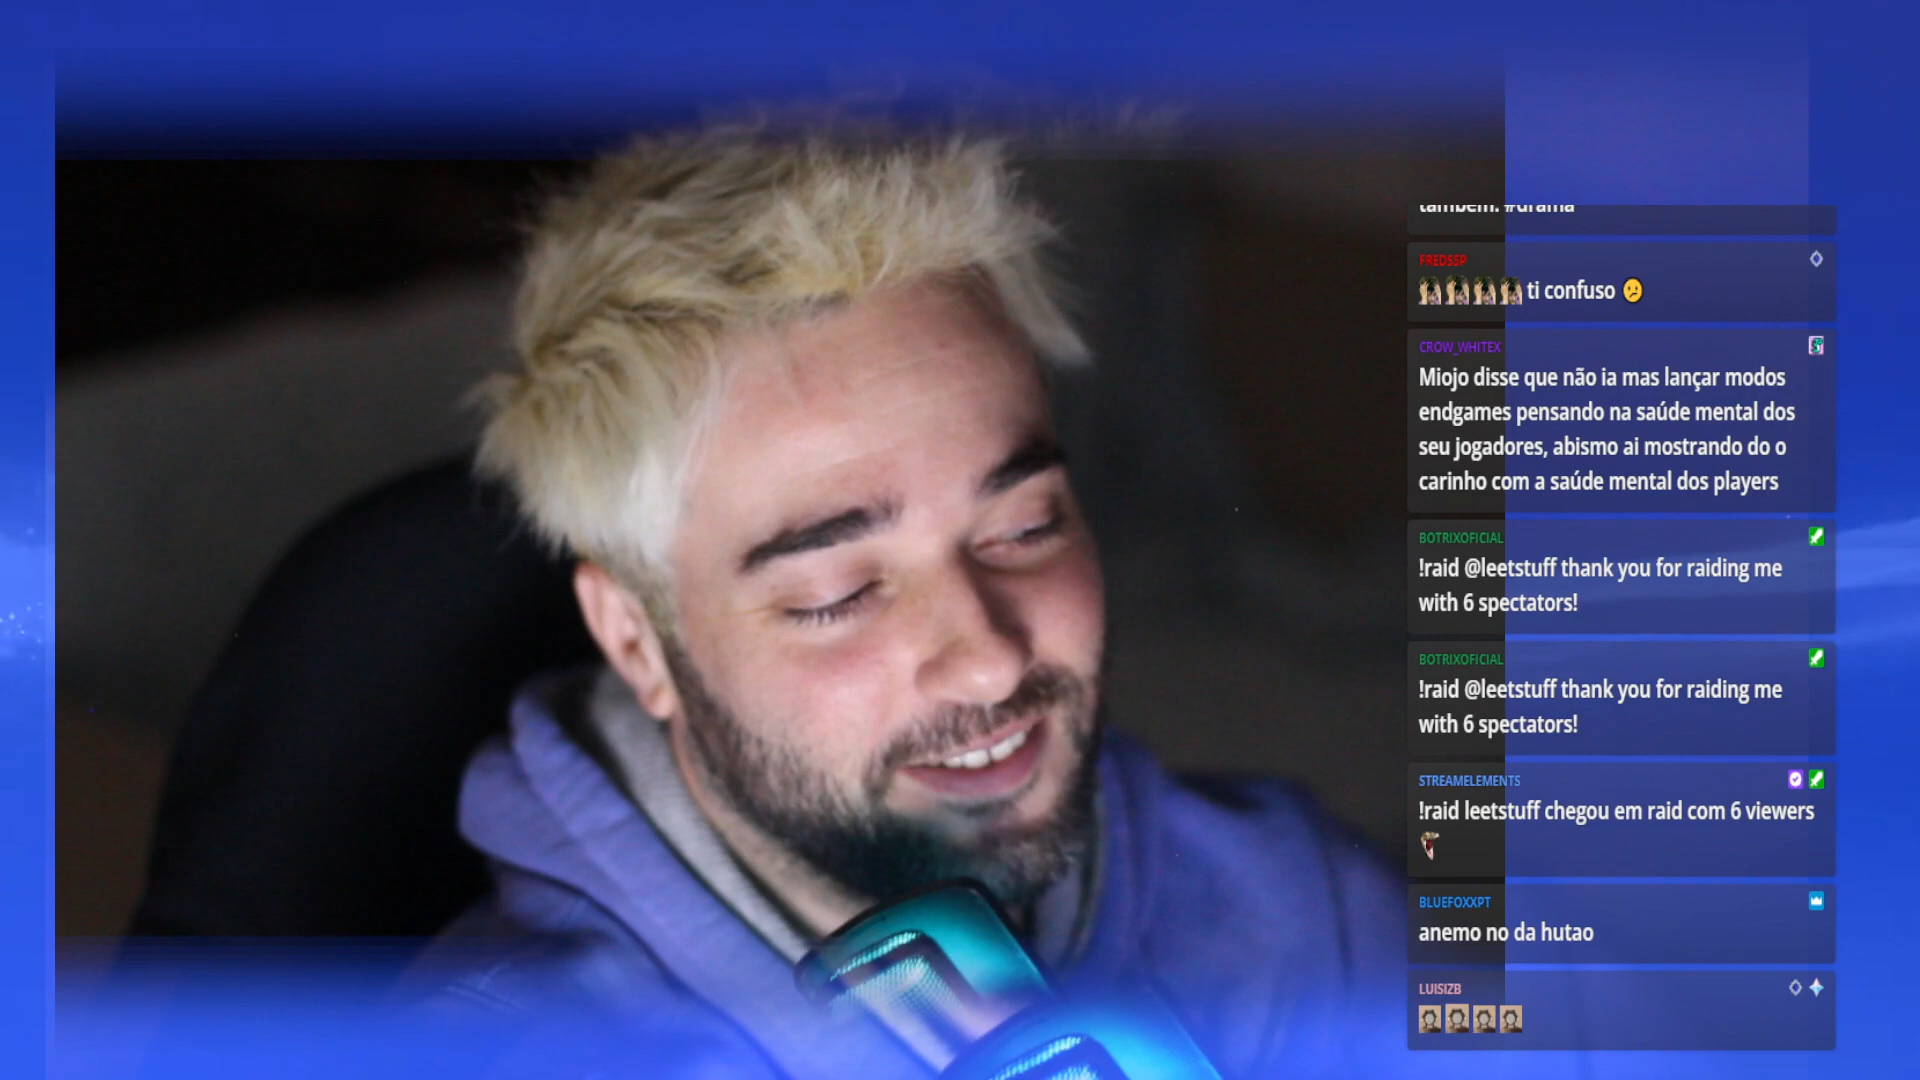 também. #drama
FREDSSP
ti confuso
CROW_WHITEX
Miojo disse que não ia mas lançar modos
endgames pensando na saúde mental dos
seu jogadores, abismo ai mostrando do o
carinho com a saúde mental dos players
BOTRIXOFICIAL
!raid @leetstuff thank you for raiding me
with 6 spectators!
BOTRIXOFICIAL
!raid @leetstuff thank you for raiding me
with 6 spectators!
STREAMELEMENTS
!raid leetstuff chegou em raid com 6 viewers
BLUEFOXXPT
anemo no da hutao
LUISIZB